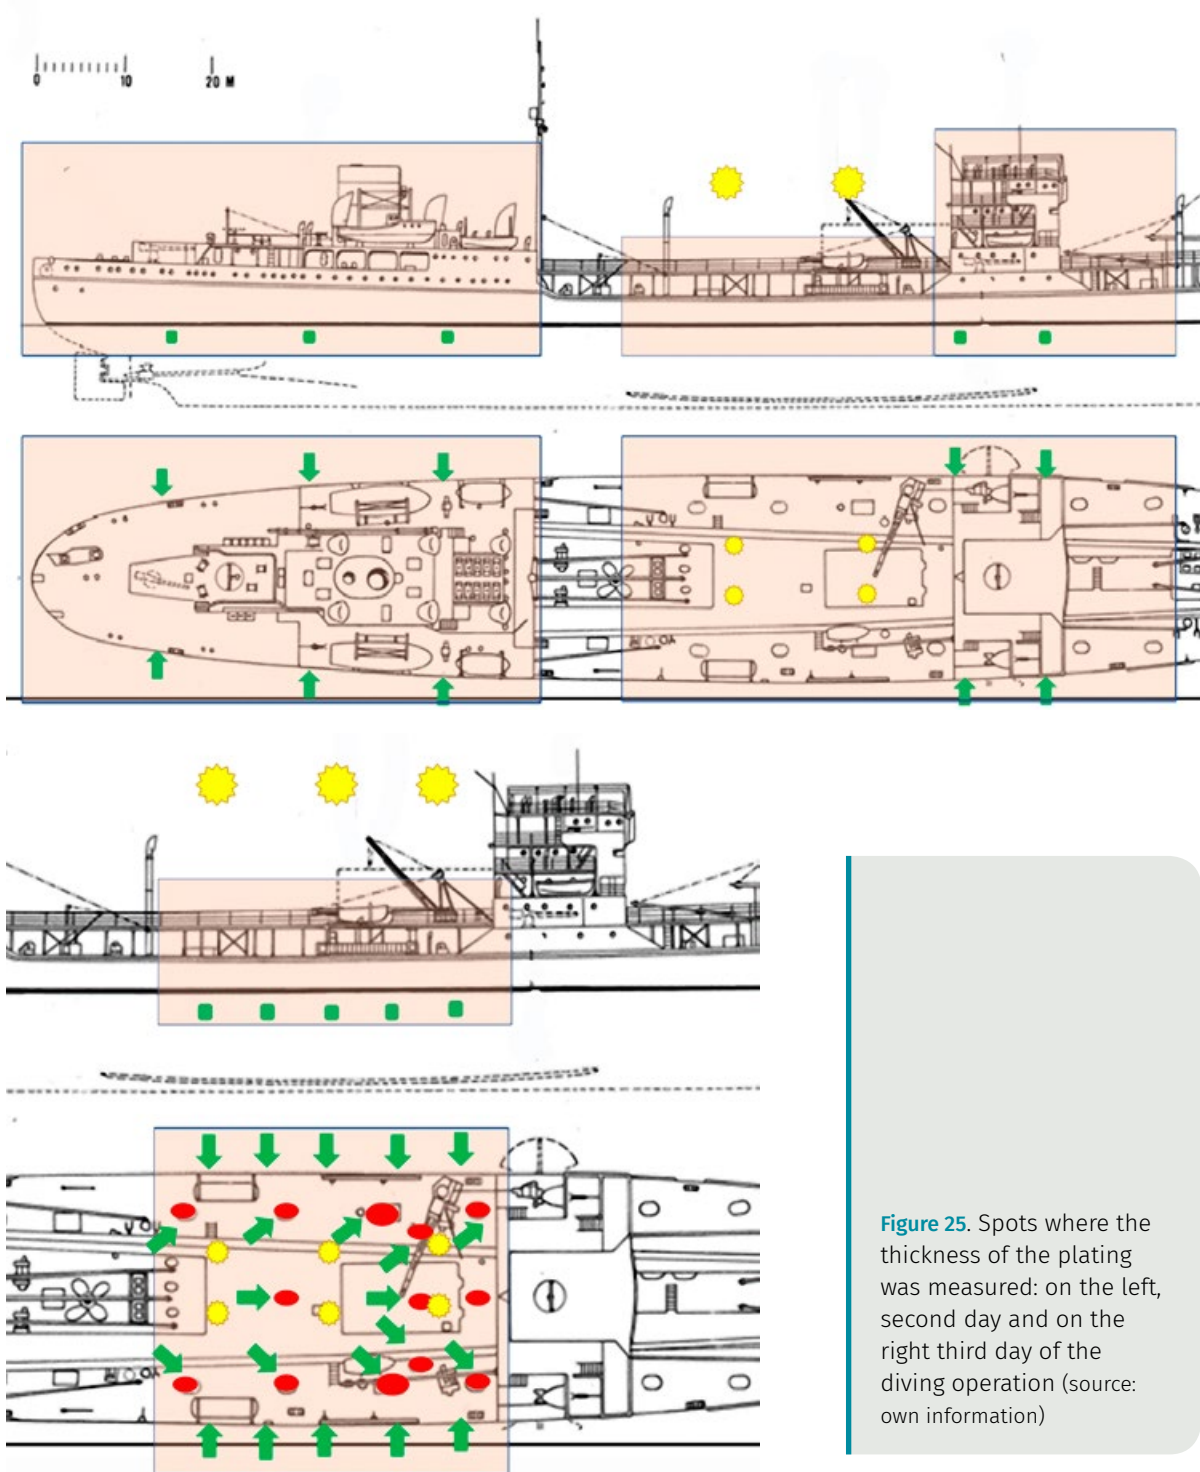 0 10 20 M
Figure 25. Spots where the
thickness of the plating
was measured: on the left,
second day and on the
right third day of the
diving operation (source:
own information)